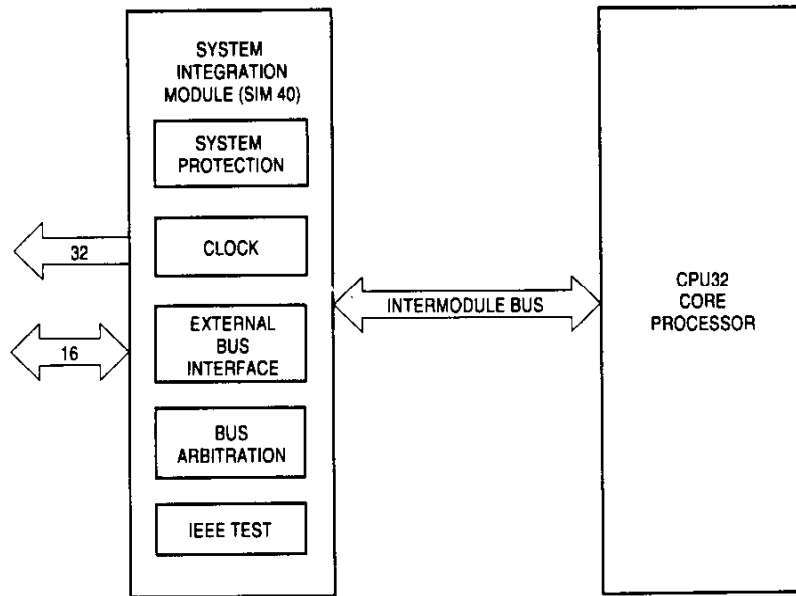 SYSTEM
INTEGRATION
MODULE (SIM 40)
SYSTEM
PROTECTION
32
CLOCK
16
EXTERNAL
BUS
INTERFACE
BUS
ARBITRATION
IEEE TEST
INTERMODULE BUS
CPU32
CORE
PROCESSOR